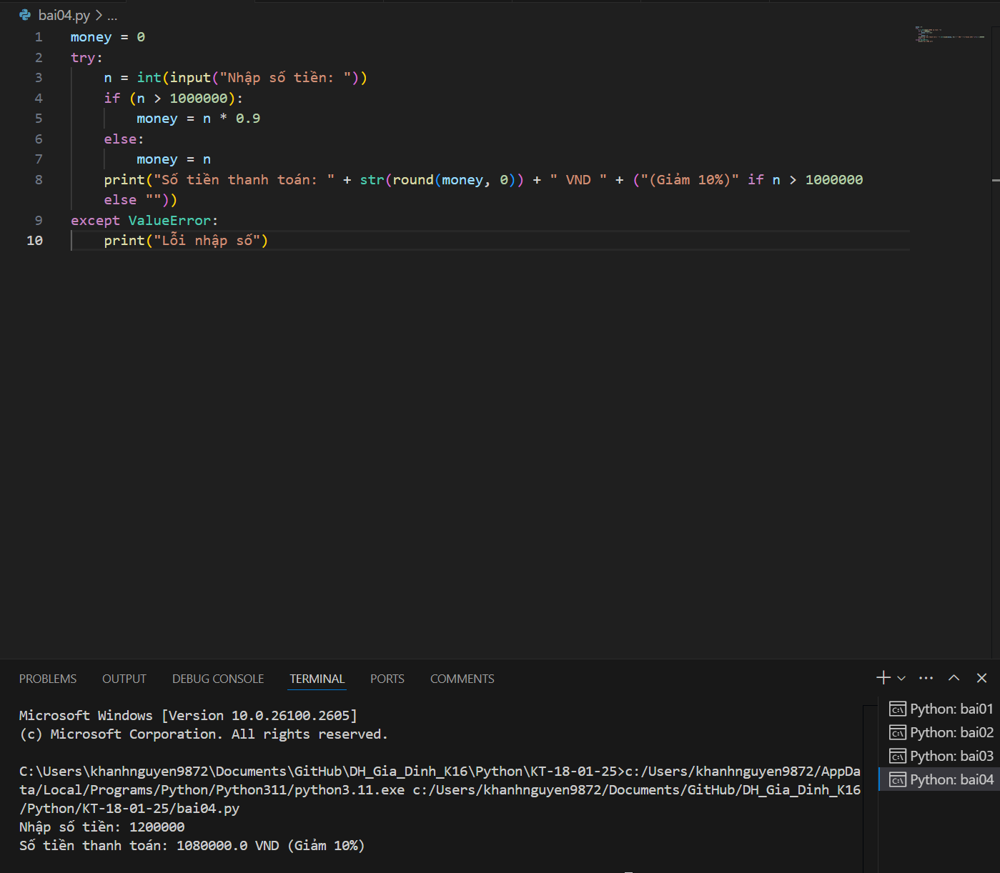 bai04.py > ...
1 money = 0
2 try:
3     n = int(input("Nhập số tiền: "))
4     if (n > 1000000):
5         money = n * 0.9
6     else:
7         money = n
8     print("Số tiền thanh toán: " + str(round(money, 0)) + " VND " + ("(Giảm 10%)" if n > 1000000
    else ""))
9 except ValueError:
10     print("Lỗi nhập số")
PROBLEMS OUTPUT DEBUG CONSOLE TERMINAL PORTS COMMENTS
Microsoft Windows [Version 10.0.26100.2605]
(c) Microsoft Corporation. All rights reserved.
C:\Users\khanhnguyen9872\Documents\GitHub\DH_Gia_Dinh_K16\Python\KT-18-01-25>c:/Users/khanhnguyen9872/AppDa
ta/Local/Programs/Python/Python311/python3.11.exe c:/Users/khanhnguyen9872/Documents/GitHub/DH_Gia_Dinh_K16
/Python/KT-18-01-25/bai04.py
Nhập số tiền: 1200000
Số tiền thanh toán: 1080000.0 VND (Giảm 10%)
Python: bai01
Python: bai02
Python: bai03
Python: bai04